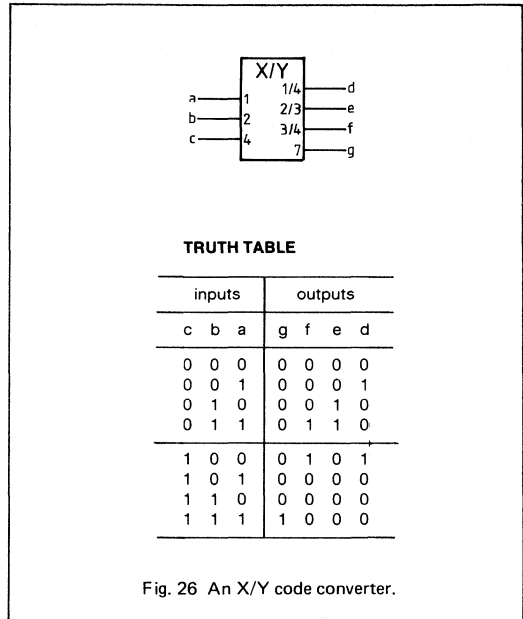 X/Y
1/4 d
a 1
2/3 e
b 2
3/4 f
c 4
7 g
TRUTH TABLE
inputs outputs
c b a g f e d
0 0 0 0 0 0 0
0 0 1 0 0 0 1
0 1 0 0 0 1 0
0 1 1 0 1 1 0
1 0 0 0 1 0 1
1 0 1 0 0 0 0
1 1 0 0 0 0 0
1 1 1 1 0 0 0
Fig. 26 An X/Y code converter.